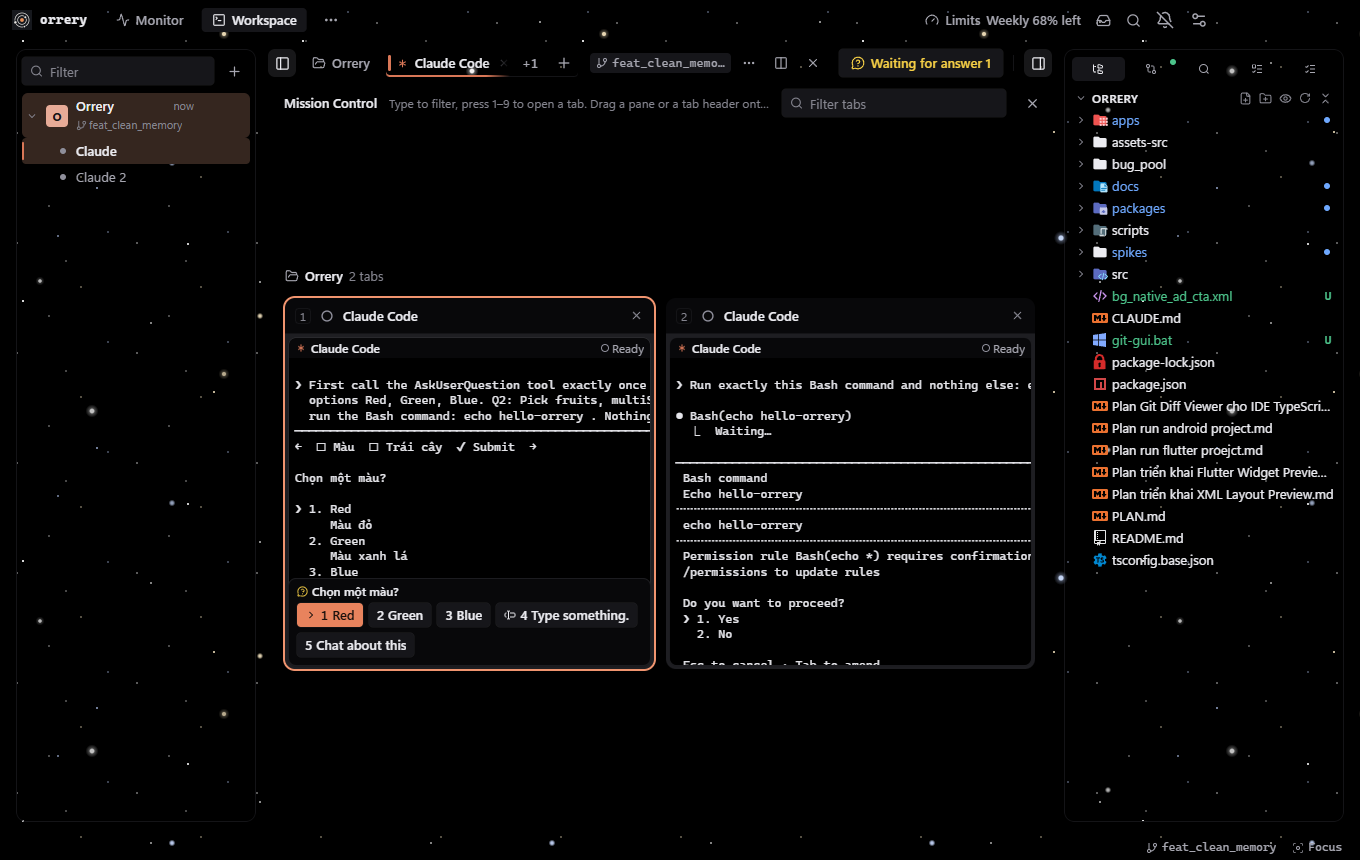 orrery
Monitor
Workspace
Limits Weekly 68% left
Filter
Orrery
Claude Code
+1
feat_clean_memo...
Waiting for answer 1
O
Orrery
now
feat_clean_memory
Claude
Claude 2
Mission Control
Type to filter, press 1–9 to open a tab. Drag a pane or a tab header ont...
Filter tabs
Orrery 2 tabs
1 Claude Code
* Claude Code
Ready
❯ First call the AskUserQuestion tool exactly once
options Red, Green, Blue. Q2: Pick fruits, multiS
run the Bash command: echo hello-orrery . Nothing
← ☐ Màu ☐ Trái cây ✓ Submit →
Chọn một màu?
❯ 1. Red
Màu đỏ
2. Green
Màu xanh lá
3. Blue
Chọn một màu?
1 Red
2 Green
3 Blue
4 Type something.
5 Chat about this
2 Claude Code
* Claude Code
Ready
❯ Run exactly this Bash command and nothing else: e
● Bash(echo hello-orrery)
Waiting…
Bash command
Echo hello-orrery
echo hello-orrery
Permission rule Bash(echo *) requires confirmation
/permissions to update rules
Do you want to proceed?
❯ 1. Yes
2. No
Esc to cancel · Tab to amend
ORRERY
apps
assets-src
bug_pool
docs
packages
scripts
spikes
src
bg_native_ad_cta.xml U
CLAUDE.md
git-gui.bat U
package-lock.json
package.json
Plan Git Diff Viewer cho IDE TypeScri...
Plan run android project.md
Plan run flutter proejct.md
Plan triển khai Flutter Widget Previe...
Plan triển khai XML Layout Preview.md
PLAN.md
README.md
tsconfig.base.json
feat_clean_memory
Focus